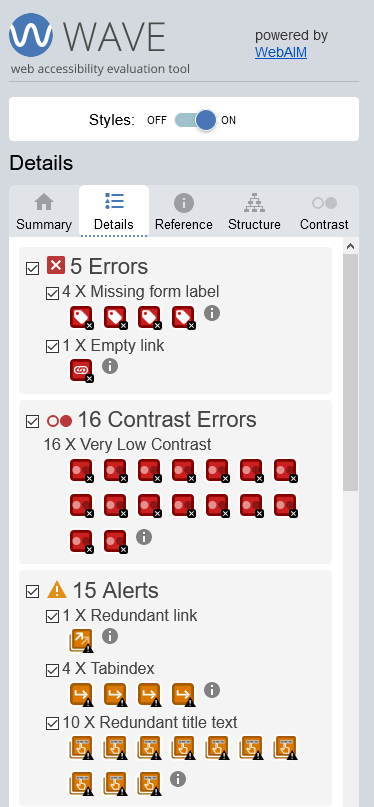 WAVE
web accessibility evaluation tool
powered by
WebAIM
Styles: OFF ON
Details
Summary Details Reference Structure Contrast
5 Errors
4 X Missing form label
1 X Empty link
16 Contrast Errors
16 X Very Low Contrast
15 Alerts
1 X Redundant link
4 X Tabindex
10 X Redundant title text